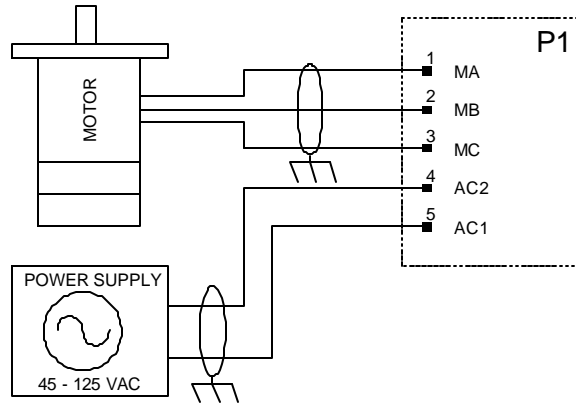 P1
MOTOR
1 MA
2 MB
3 MC
4 AC2
5 AC1
POWER SUPPLY
45 - 125 VAC